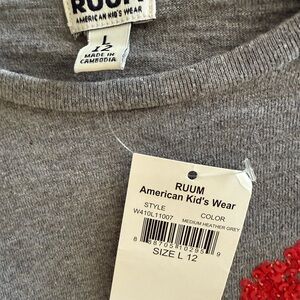 RUUM
AMERICAN KID'S WEAR
L
12
MADE IN
CAMBODIA
RUUM
American Kid's Wear
STYLE COLOR
W410L11007 MEDIUM HEATHER GREY
SIZE L 12